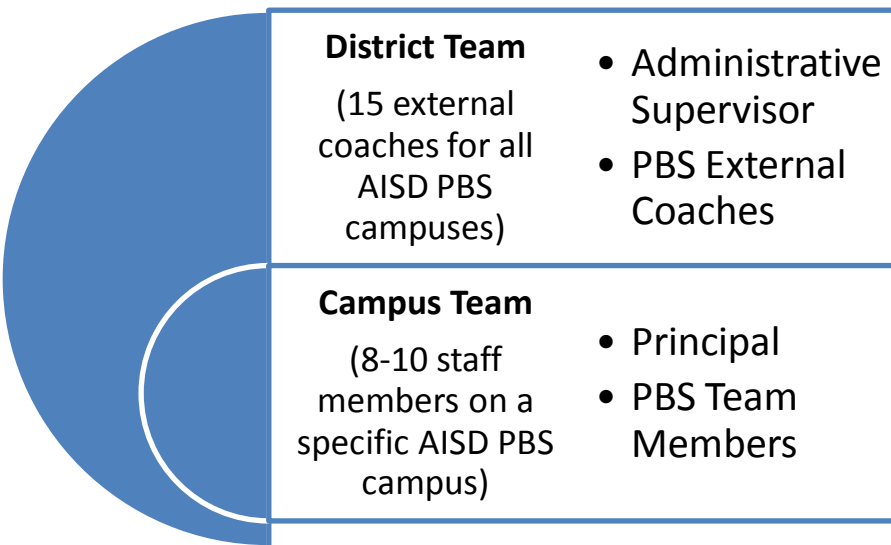 District Team
(15 external
coaches for all
AISD PBS
campuses)
• Administrative
Supervisor
• PBS External
Coaches
Campus Team
(8-10 staff
members on a
specific AISD PBS
campus)
• Principal
• PBS Team
Members